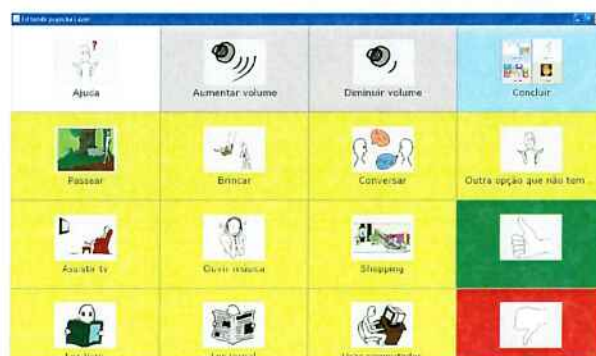 Ajuda
Aumentar volume
Diminuir volume
Concluir
Passear
Brincar
Conversar
Outra opção que não tem ...
Assistir tv
Ouvir música
Shopping